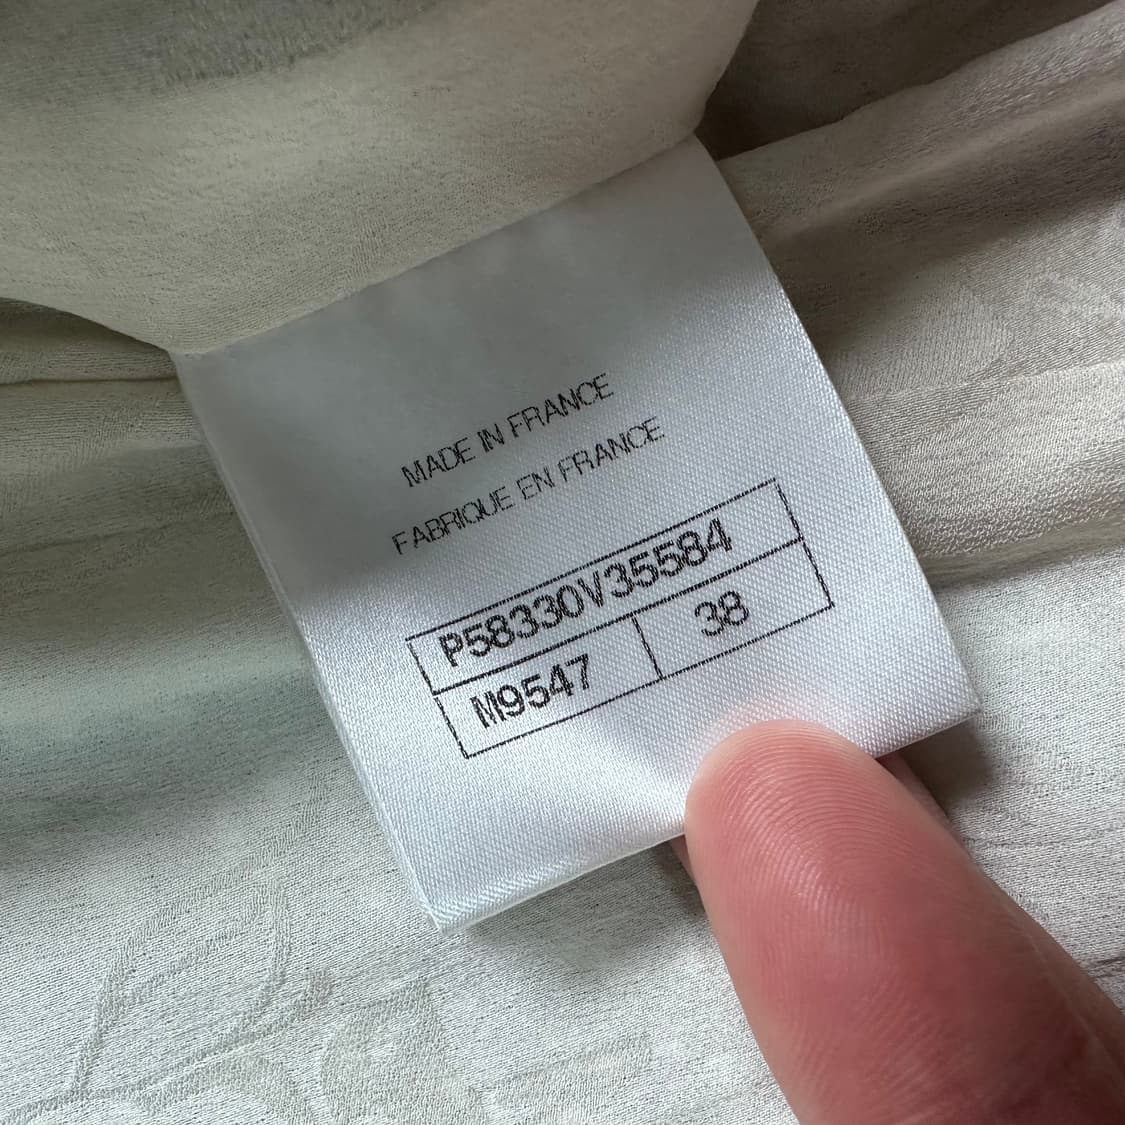 MADE IN FRANCE
FABRIQUE EN FRANCE
P58330V35584
M9547 38